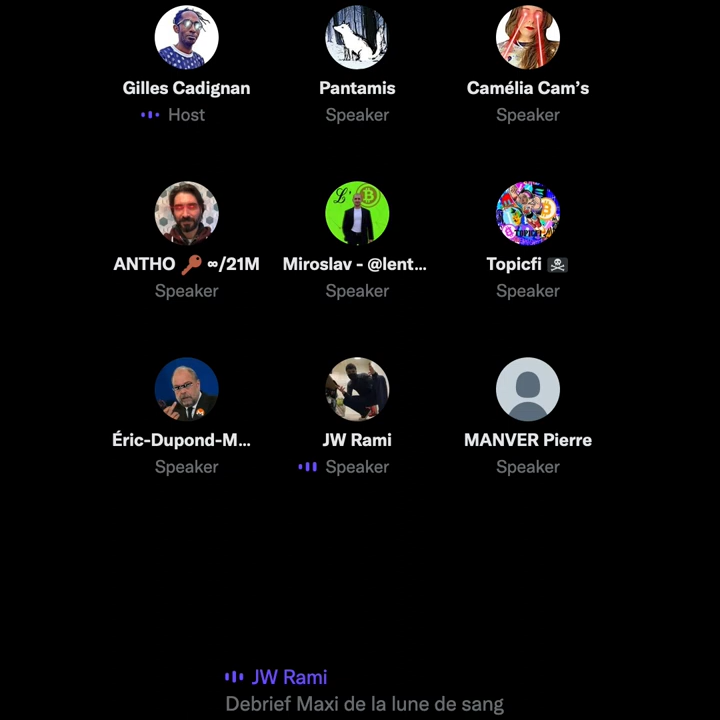 Gilles Cadignan
Host
Pantamis
Speaker
Camélia Cam’s
Speaker
ANTHO 🔑 ∞/21M
Speaker
Miroslav - @lent...
Speaker
Topicfi ☠️
Speaker
Éric-Dupond-M...
Speaker
JW Rami
Speaker
MANVER Pierre
Speaker
JW Rami
Debrief Maxi de la lune de sang